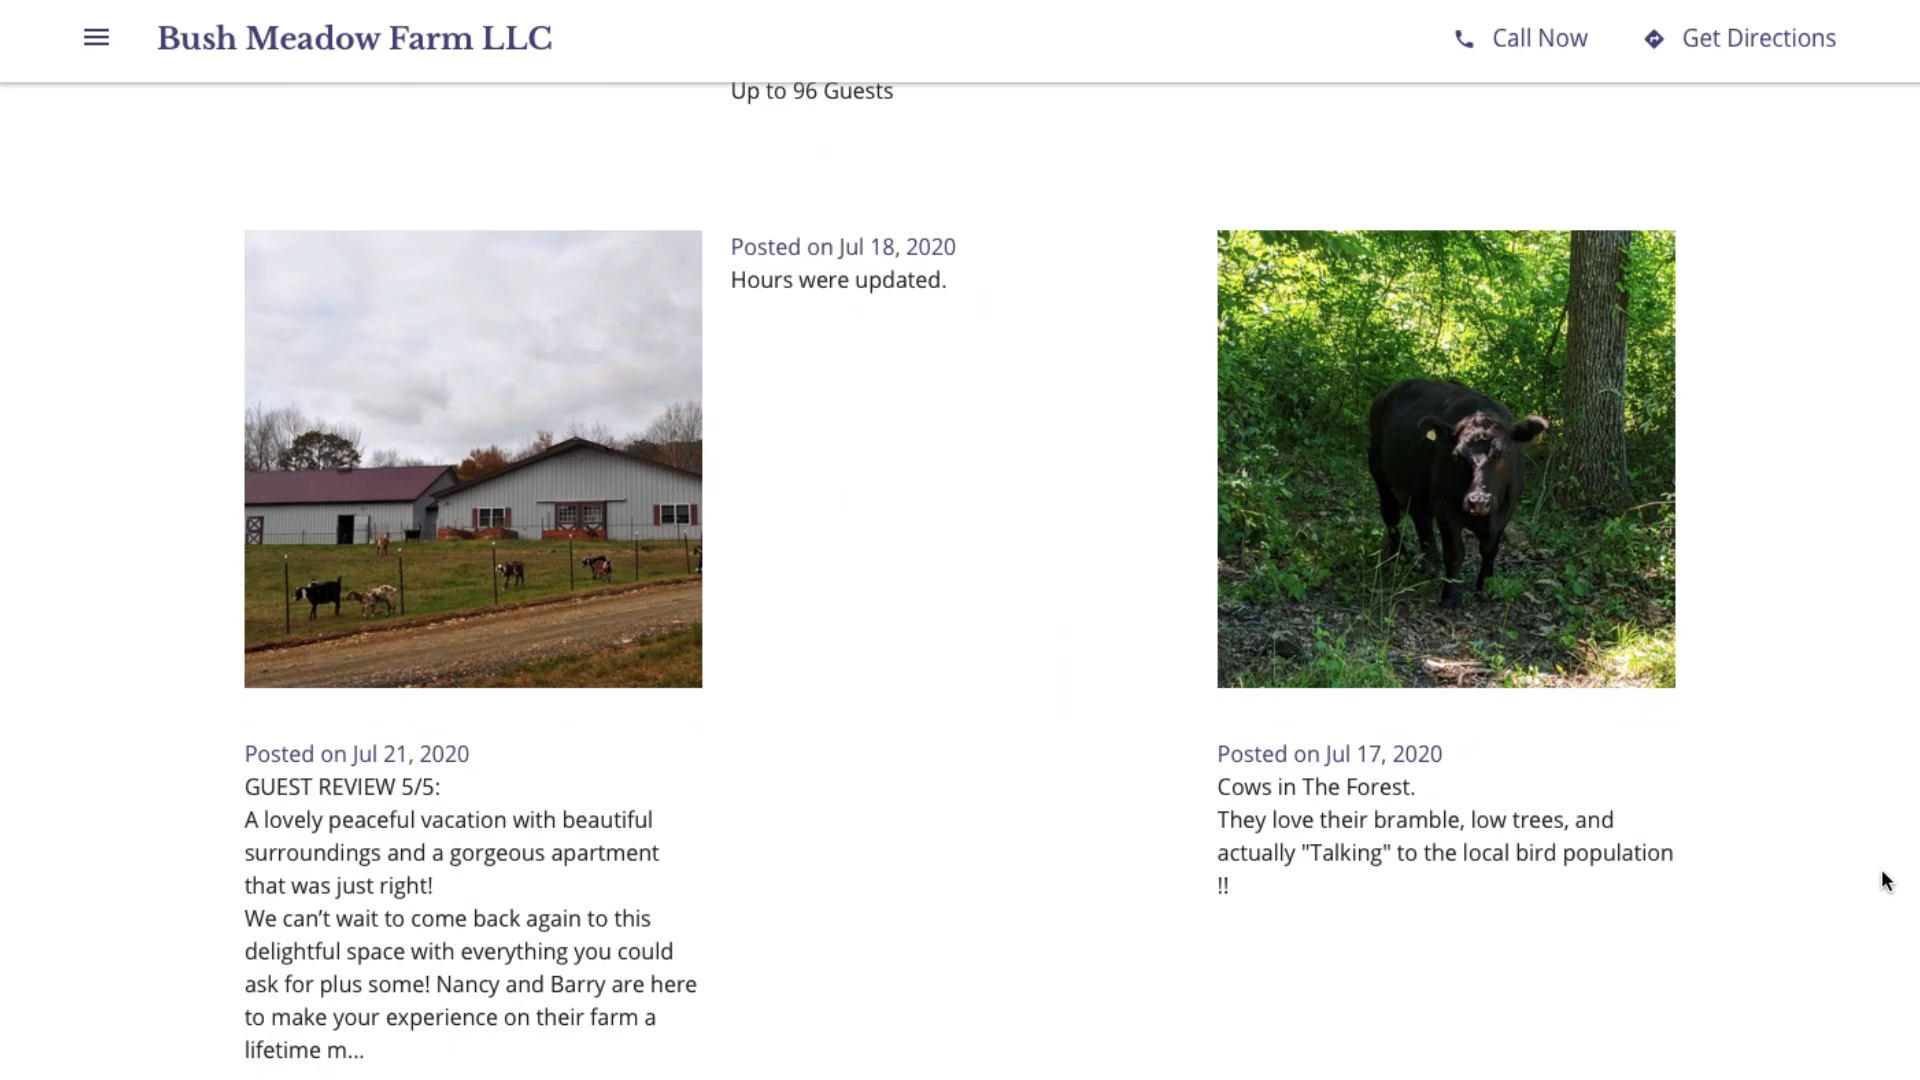 Bush Meadow Farm LLC
Call Now
Get Directions
Up to 96 Guests
Posted on Jul 18, 2020
Hours were updated.
Posted on Jul 21, 2020
GUEST REVIEW 5/5:
A lovely peaceful vacation with beautiful
surroundings and a gorgeous apartment
that was just right!
We can’t wait to come back again to this
delightful space with everything you could
ask for plus some! Nancy and Barry are here
to make your experience on their farm a
lifetime m...
Posted on Jul 17, 2020
Cows in The Forest.
They love their bramble, low trees, and
actually "Talking" to the local bird population
!!